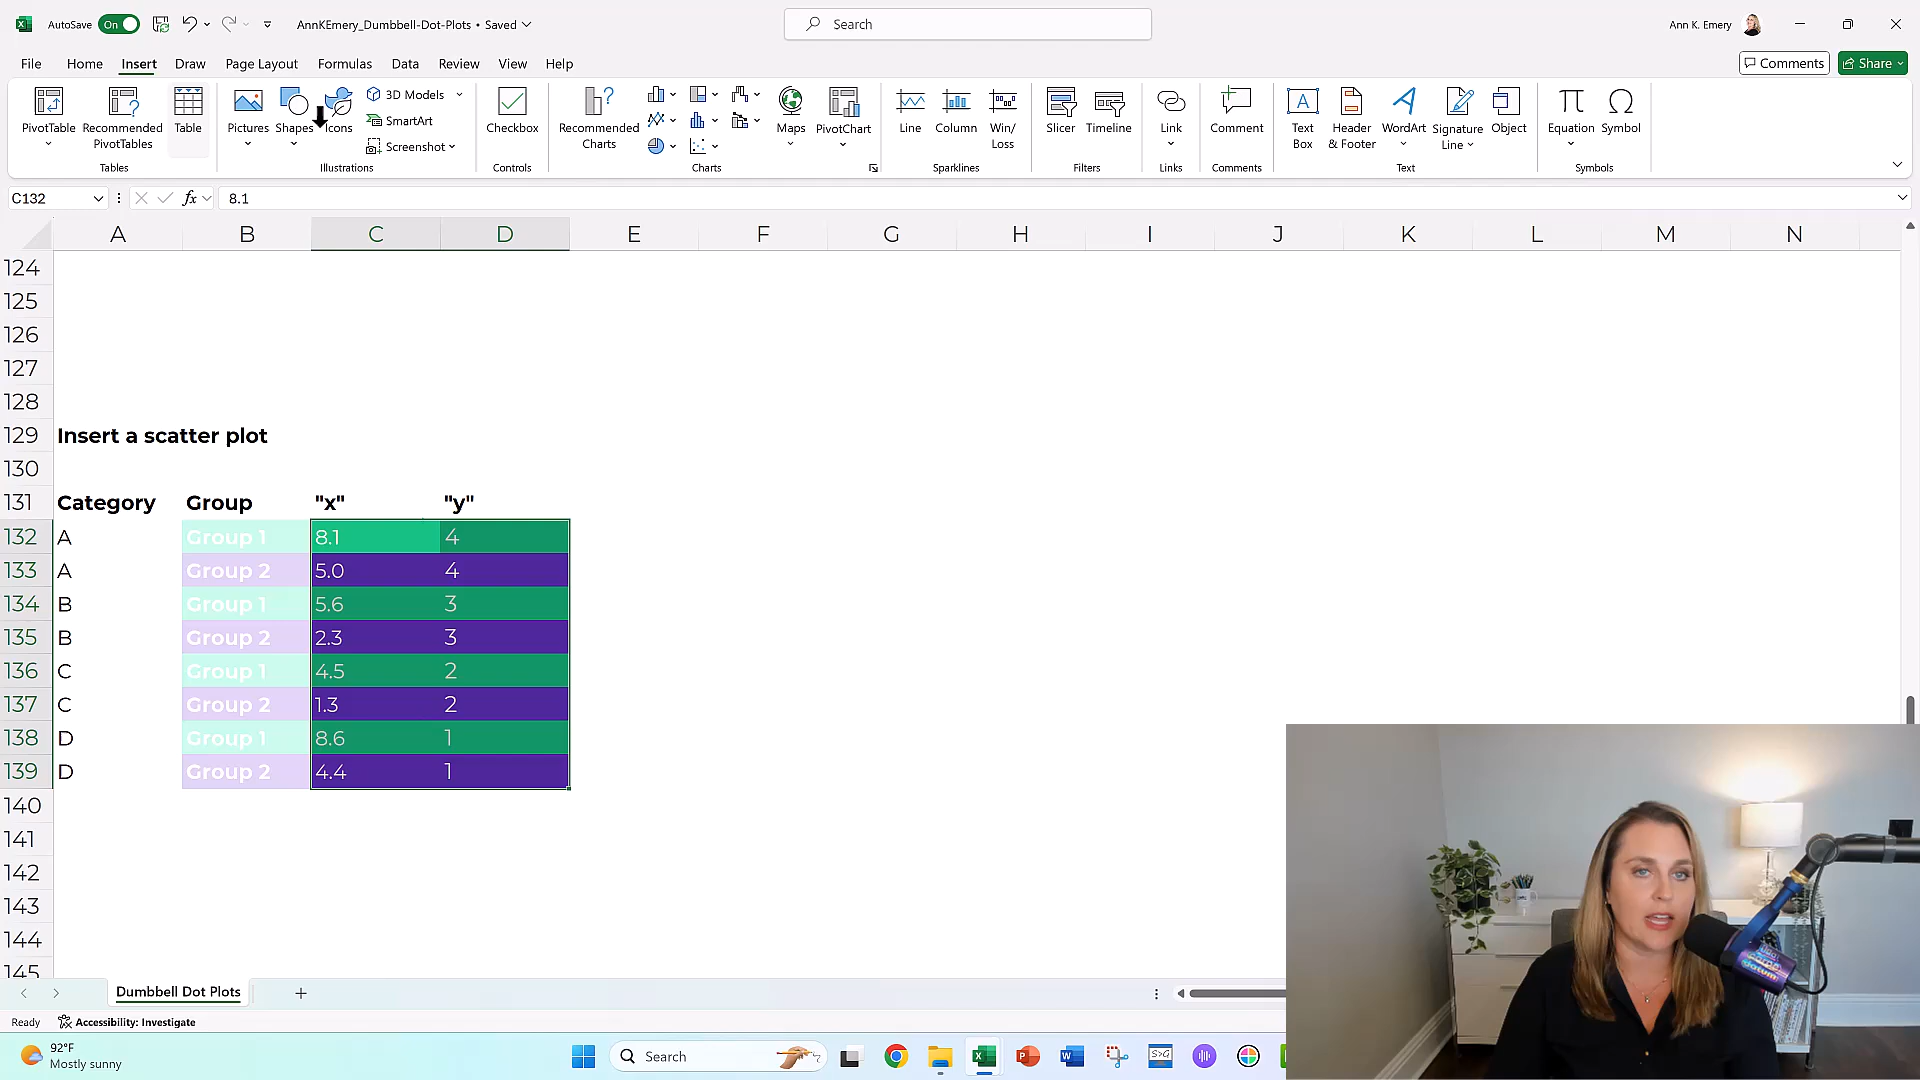 AutoSave On AnnKEmery_Dumbbell-Dot-Plots • Saved Search Ann K. Emery
File Home Insert Draw Page Layout Formulas Data Review View Help Comments Share
PivotTable Recommended PivotTables Table Pictures Shapes Icons 3D Models SmartArt Screenshot Checkbox Recommended Charts Maps PivotChart Line Column Win/Loss Slicer Timeline Link Comment Text Box Header & Footer WordArt Signature Line Object Equation Symbol
Tables Illustrations Controls Charts Sparklines Filters Links Comments Text Symbols
C132 fx 8.1
A B C D E F G H I J K L M N
124
125
126
127
128
129 Insert a scatter plot
130
131 Category Group "x" "y"
132 A Group 1 8.1 4
133 A Group 2 5.0 4
134 B Group 1 5.6 3
135 B Group 2 2.3 3
136 C Group 1 4.5 2
137 C Group 2 1.3 2
138 D Group 1 8.6 1
139 D Group 2 4.4 1
140
141
142
143
144
145
Dumbbell Dot Plots
Ready Accessibility: Investigate
92°F
Mostly sunny
Search